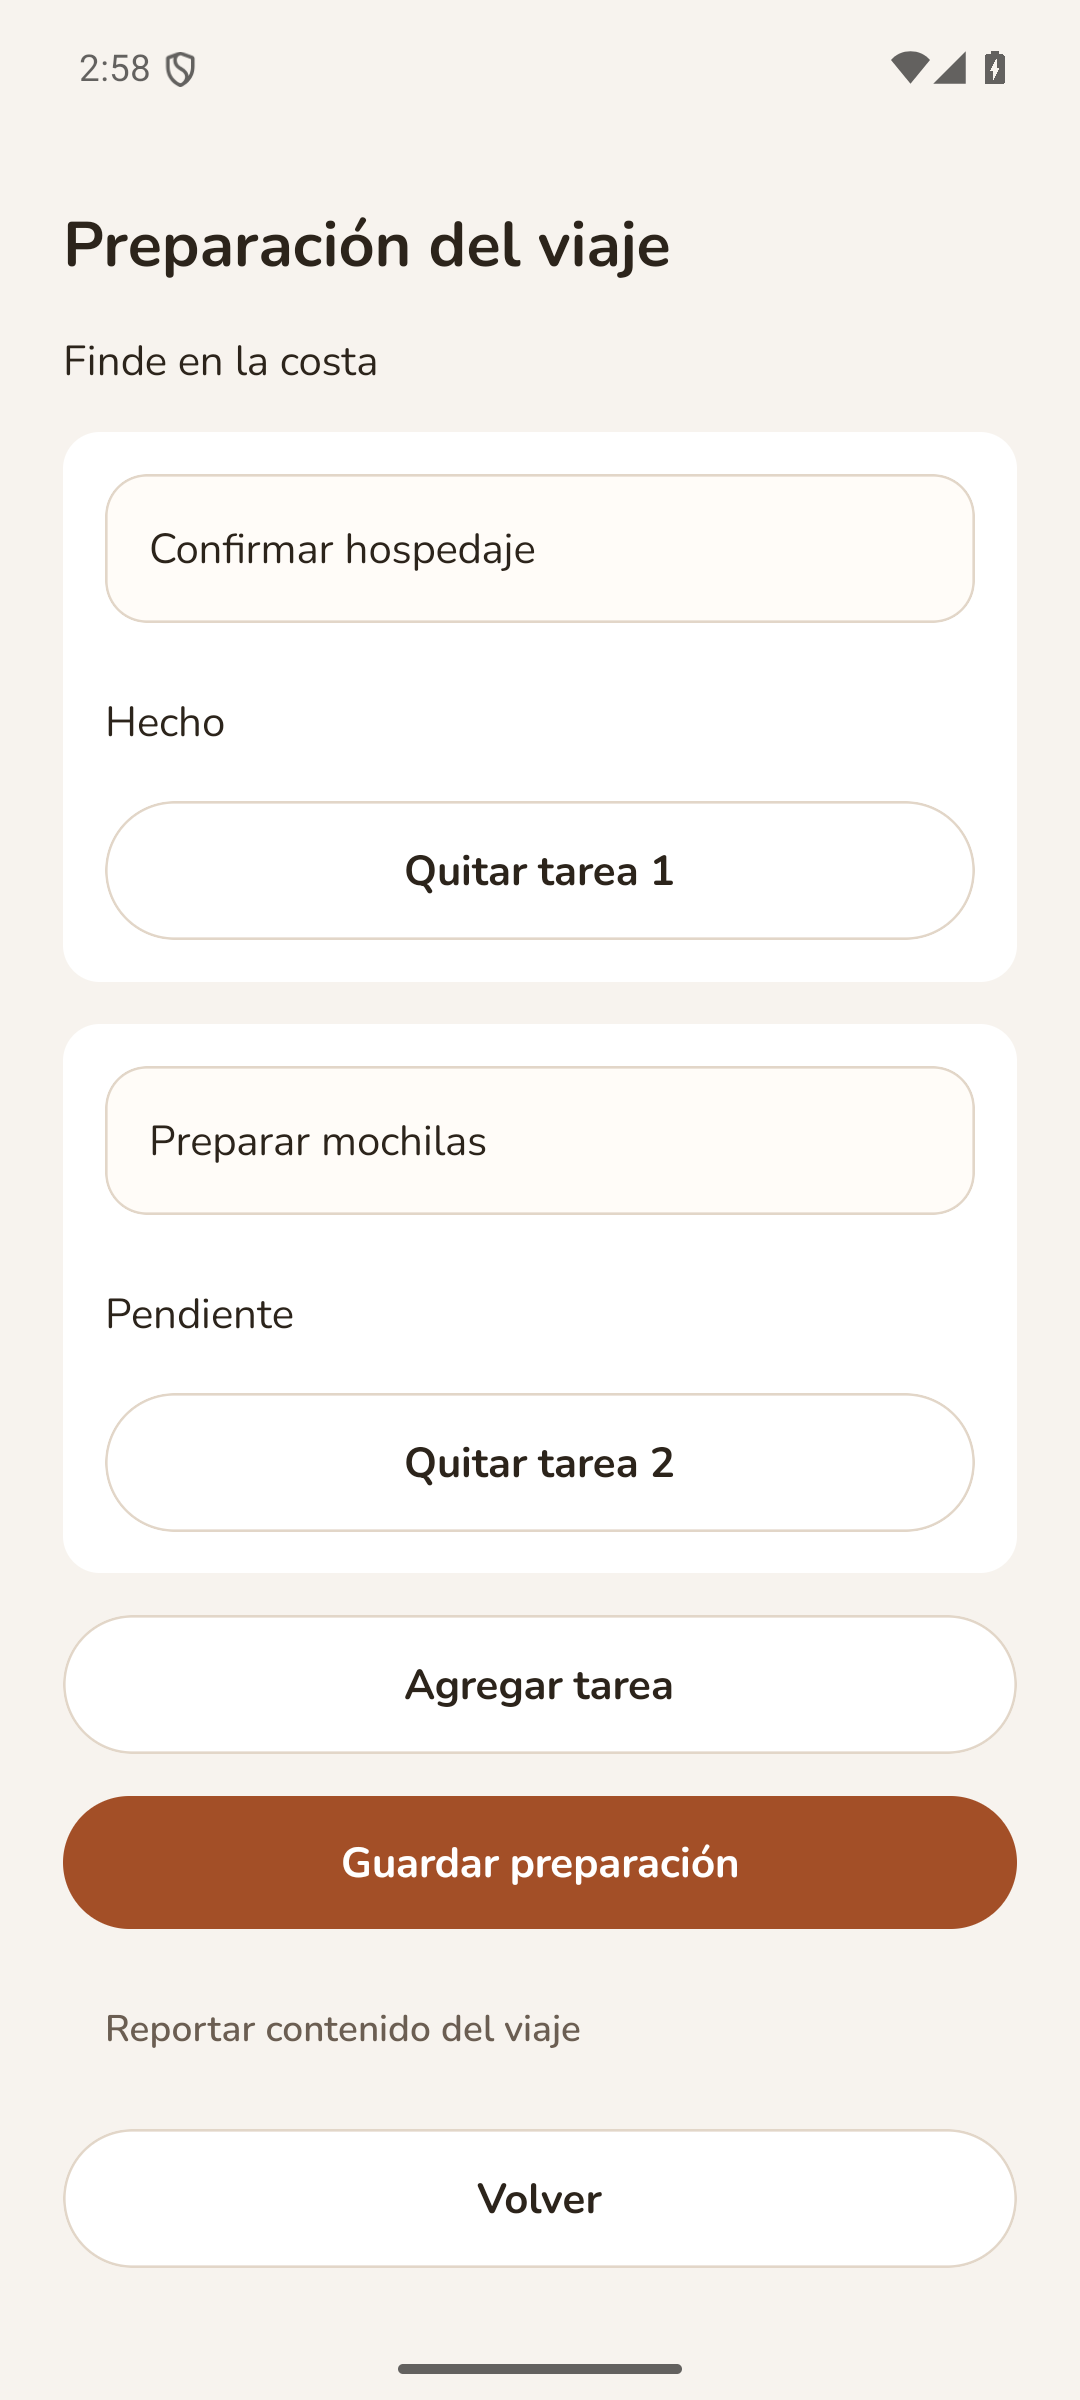 2:58
Preparación del viaje
Finde en la costa
Confirmar hospedaje
Hecho
Quitar tarea 1
Preparar mochilas
Pendiente
Quitar tarea 2
Agregar tarea
Guardar preparación
Reportar contenido del viaje
Volver